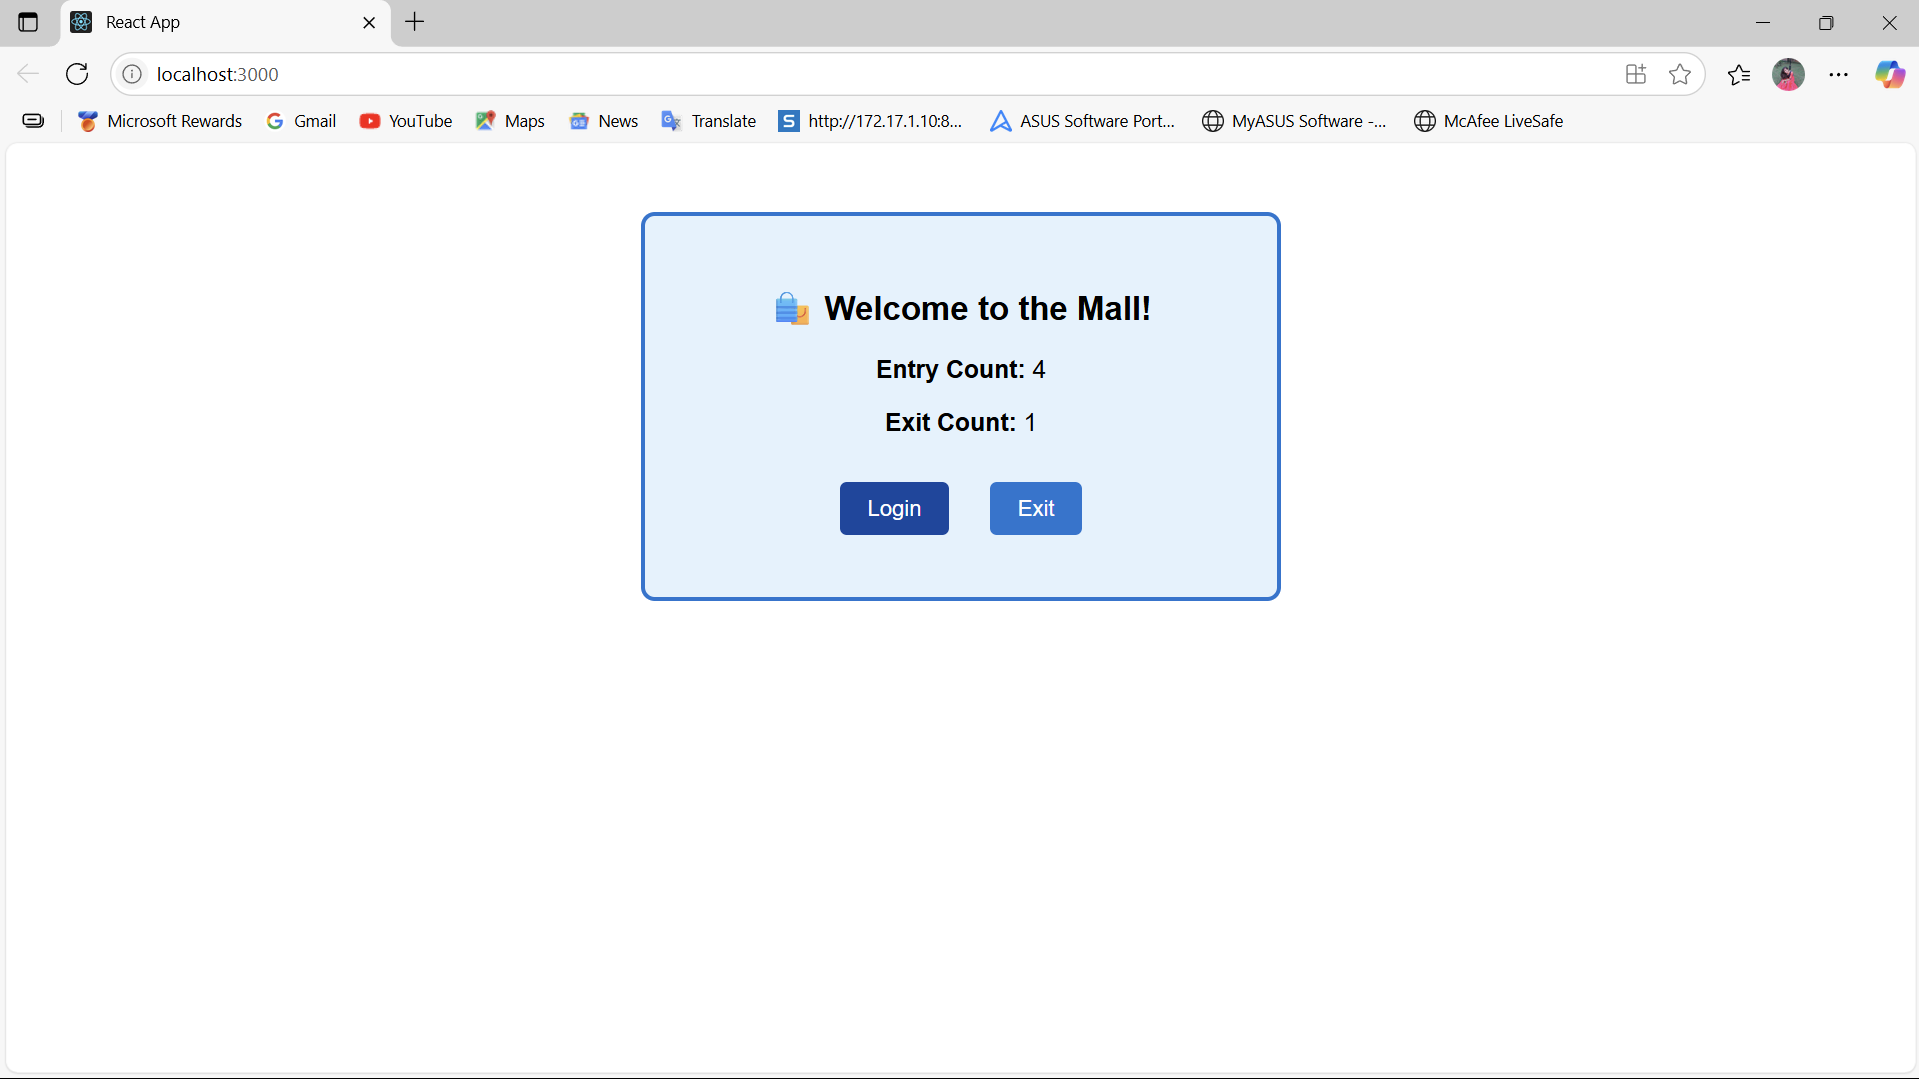 React App
localhost:3000
Microsoft Rewards Gmail YouTube Maps News Translate http://172.17.1.10:8... ASUS Software Port... MyASUS Software -... McAfee LiveSafe
Welcome to the Mall!
Entry Count: 4
Exit Count: 1
Login Exit